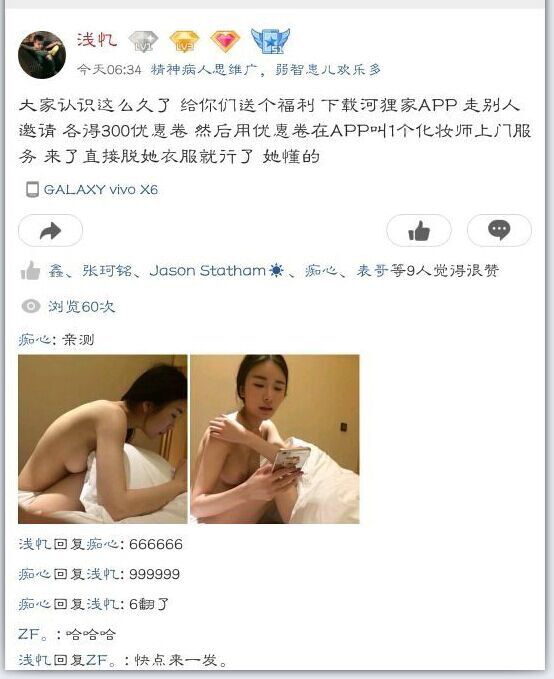 浅忆 LV1 LV3 51
今天06:34 精神病人思维广，弱智患儿欢乐多
大家认识这么久了 给你们送个福利 下载河狸家APP 走别人
邀请 各得300优惠卷 然后用优惠卷在APP叫1个化妆师上门服
务 来了直接脱她衣服就行了 她懂的
GALAXY vivo X6
鑫、张珂铭、Jason Statham☀、痴心、表哥等9人觉得很赞
浏览60次
痴心: 亲测
浅忆回复痴心: 666666
痴心回复浅忆: 999999
痴心回复浅忆: 6翻了
ZF。: 哈哈哈
浅忆回复ZF。: 快点来一发。